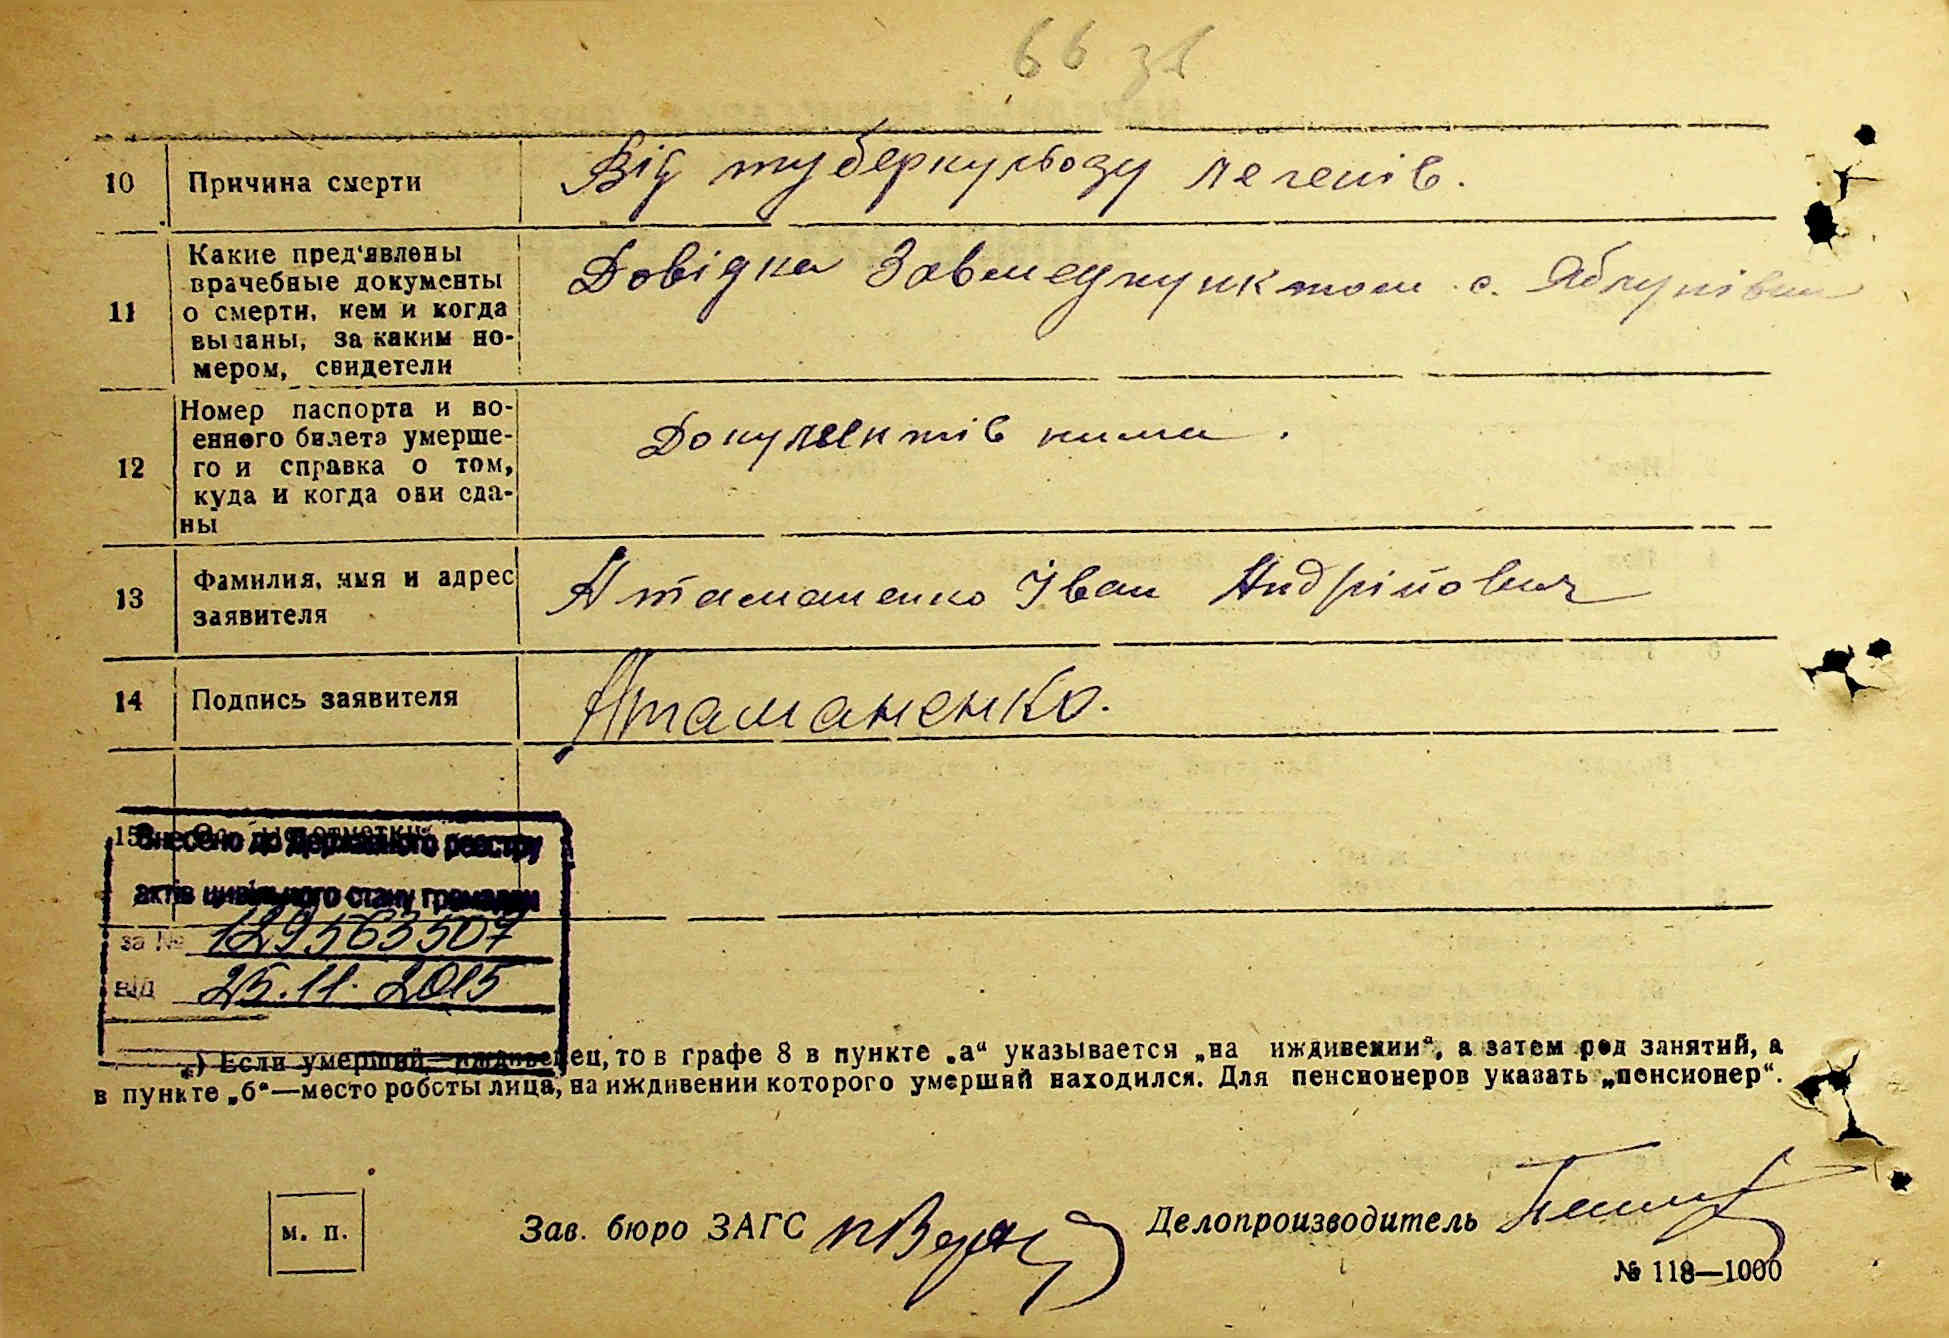 66 зв
10 Причина смерти Від туберкульозу легенів.
11 Какие пред'явлены
врачебные документы
о смерти, кем и когда
выданы, за каким но-
мером, свидетели
Довідка Завмедпунктом с. Яблунівки
12 Номер паспорта и во-
енного билета умерше-
го и справка о том,
куда и когда они сда-
ны
Документів нима.
13 Фамилия, имя и адрес
заявителя
Атаманенко Іван Андрійович
14 Подпись заявителя Атаманенко.
15
Внесено до Державного реєстру
актів цивільного стану громадян
за № 1295563507
від 25.11.2015
*) Если умерший—иждивенец, то в графе 8 в пункте „а“ указывается „на иждивении“, а затем род занятий, а
в пункте „б“—место роботы лица, на иждивении которого умерший находился. Для пенсионеров указать „пенсионер“.
м. п.
Зав. бюро ЗАГС
Делопроизводитель
№ 118—1000